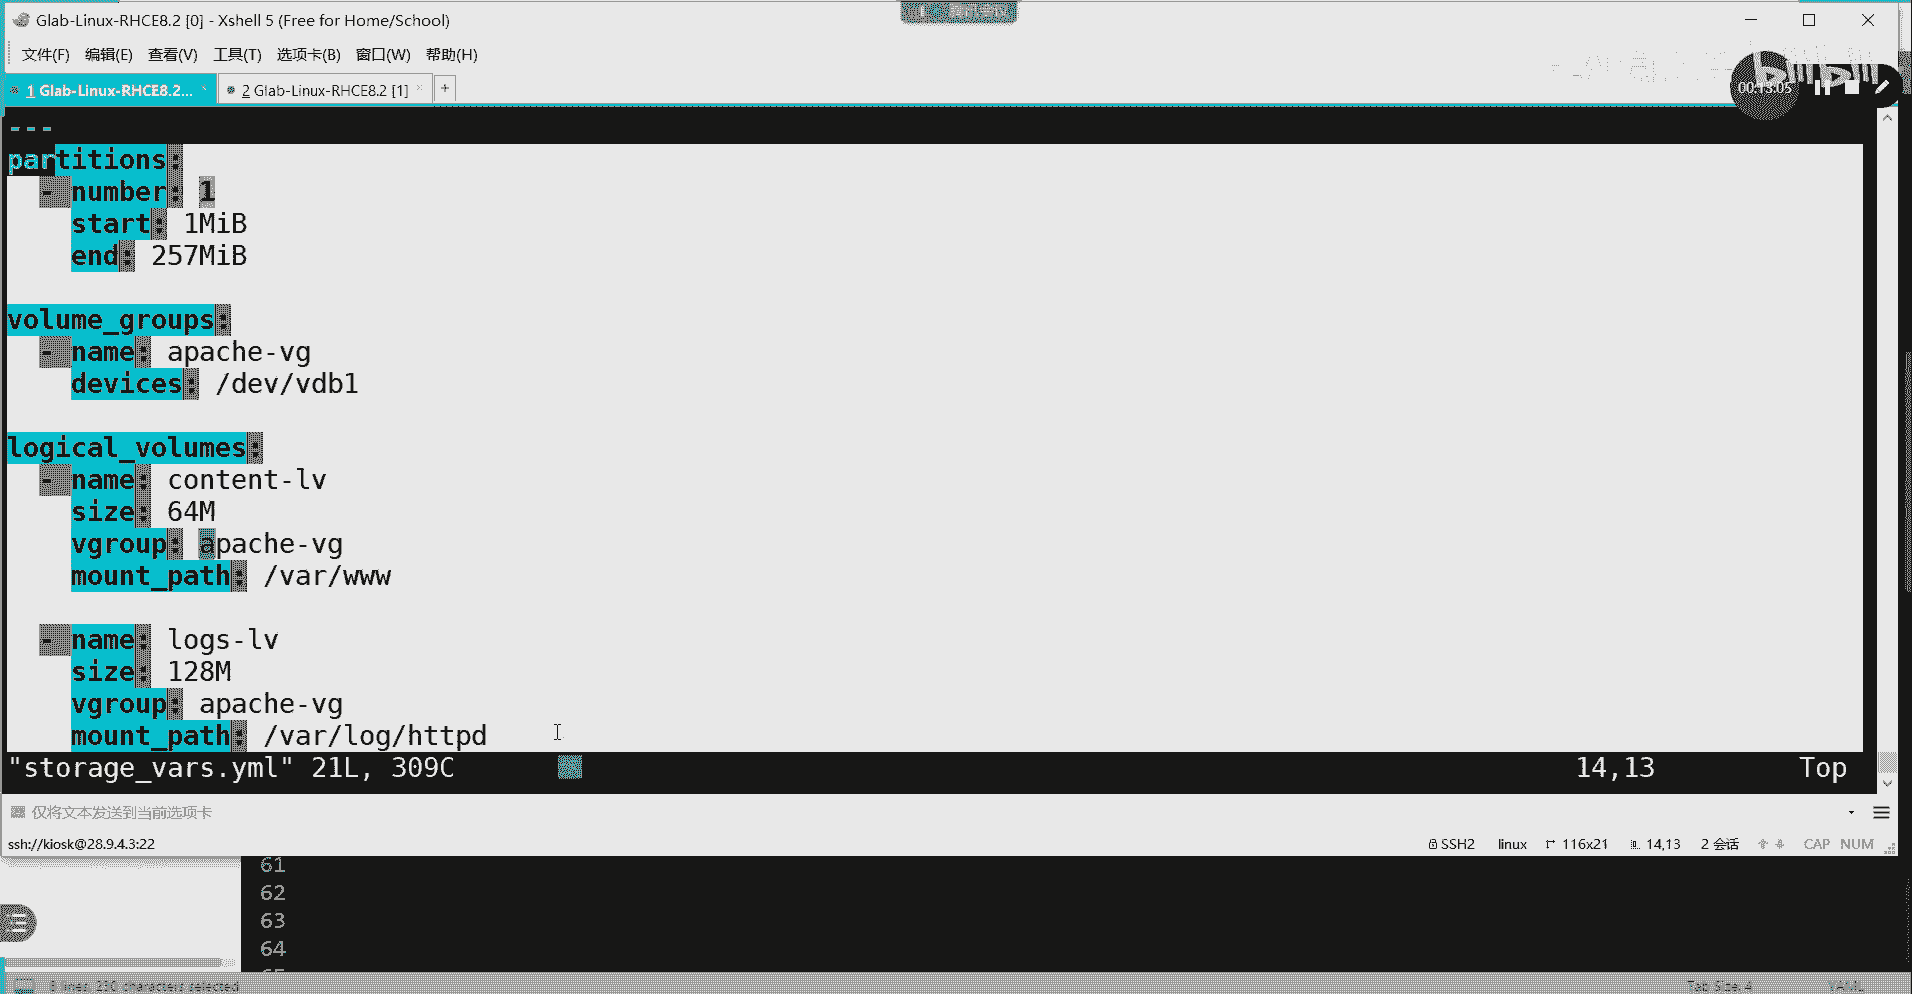 Glab-Linux-RHCE8.2 [0] - Xshell 5 (Free for Home/School)
文件(F) 编辑(E) 查看(V) 工具(T) 选项卡(B) 窗口(W) 帮助(H)
1 Glab-Linux-RHCE8.2... × 2 Glab-Linux-RHCE8.2 [1] × +
00:13:05
---
partitions:
  - number: 1
    start: 1MiB
    end: 257MiB
volume_groups:
  - name: apache-vg
    devices: /dev/vdb1
logical_volumes:
  - name: content-lv
    size: 64M
    vgroup: apache-vg
    mount_path: /var/www
  - name: logs-lv
    size: 128M
    vgroup: apache-vg
    mount_path: /var/log/httpd
"storage_vars.yml" 21L, 309C 14,13 Top
仅将文本发送到当前选项卡
ssh://kiosk@28.9.4.3:22 SSH2 linux 116x21 14,13 2 会话 CAP NUM
61
62
63
64
characters selected Tab Size: 4 YAML